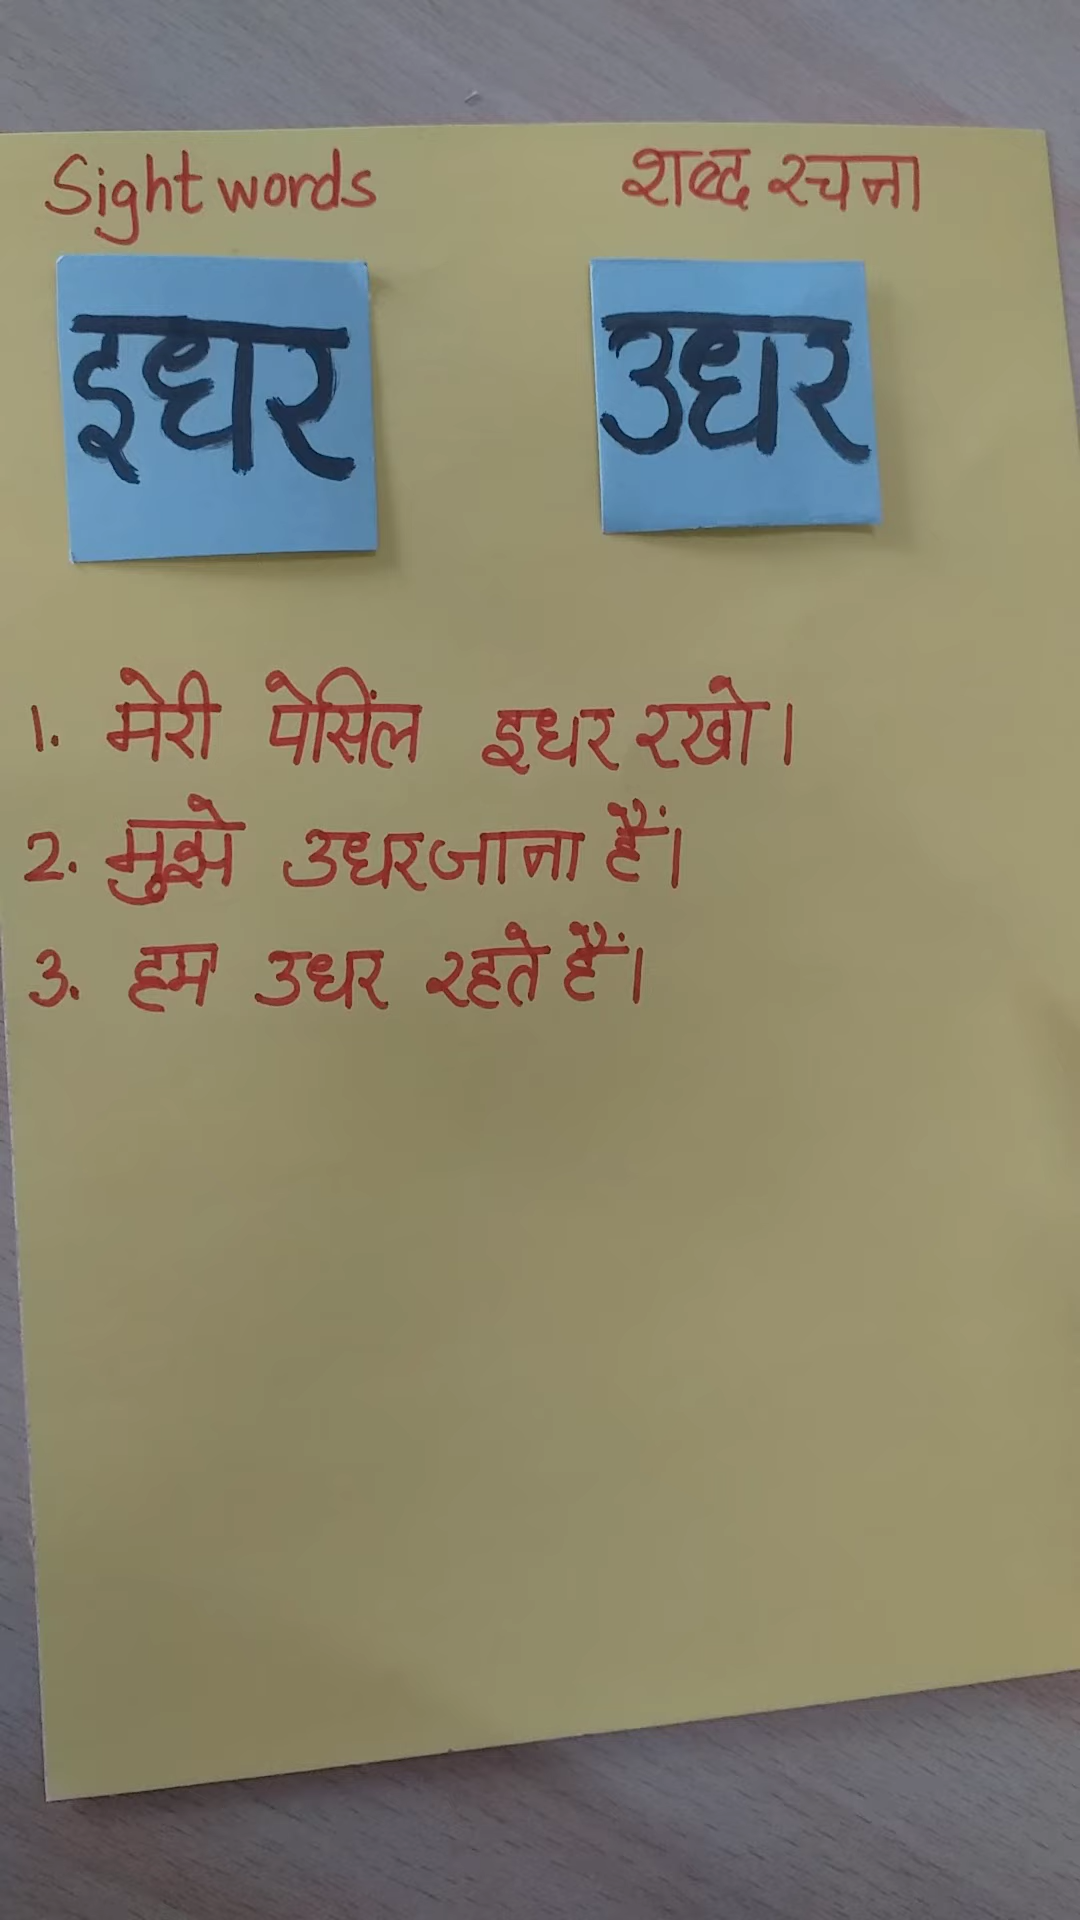 Sight words शब्द रचना
इधर उधर
1. मेरी पेसिंल इधर रखो।
2. मुझे उधर जाना हैं।
3. हम उधर रहते हैं।